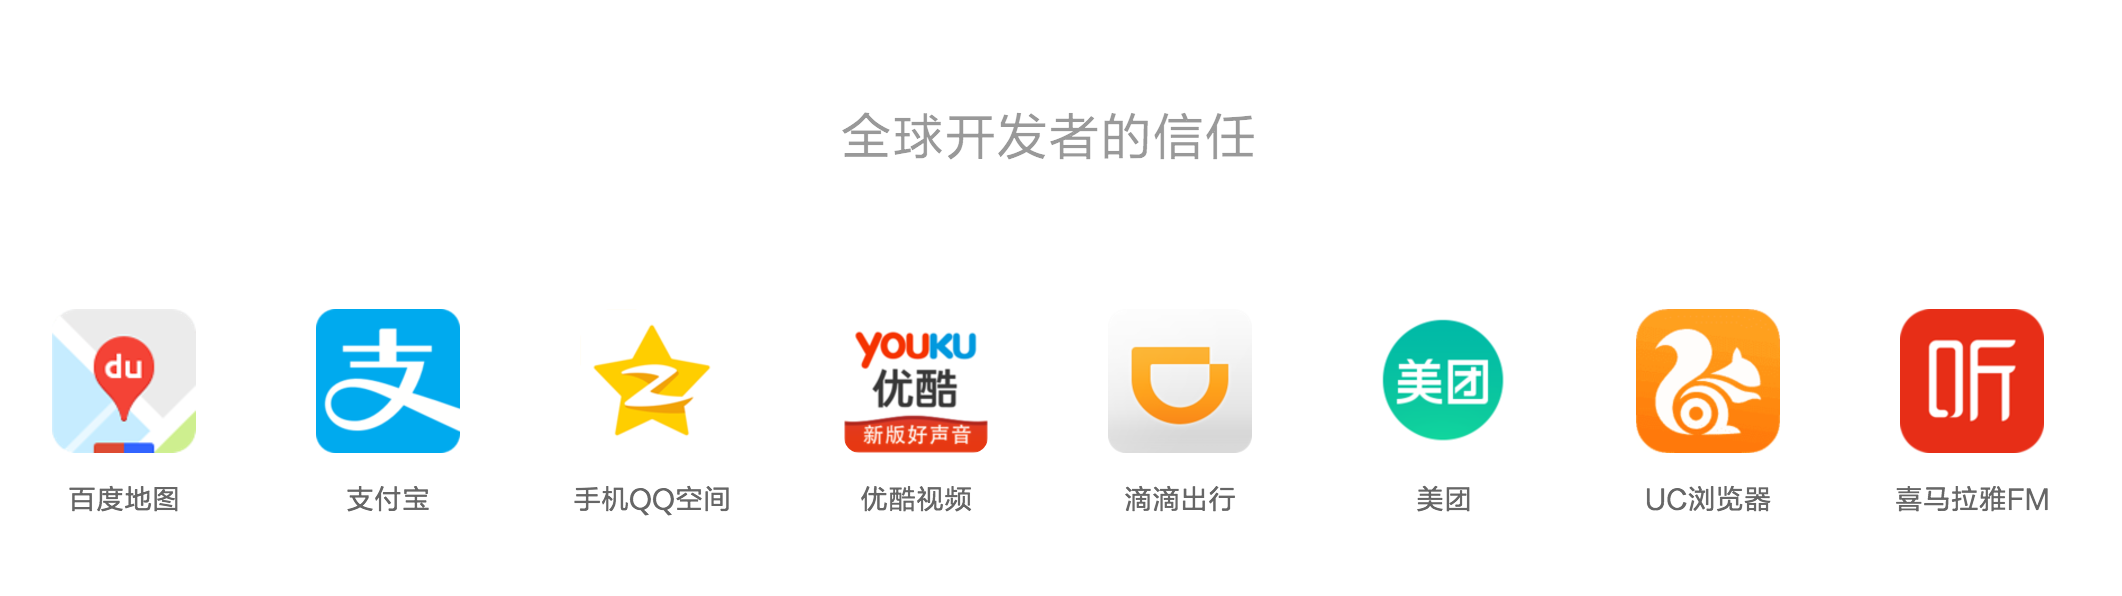 全球开发者的信任
du
支
YOUKU
优酷
新版好声音
美团
听
百度地图
支付宝
手机QQ空间
优酷视频
滴滴出行
美团
UC浏览器
喜马拉雅FM